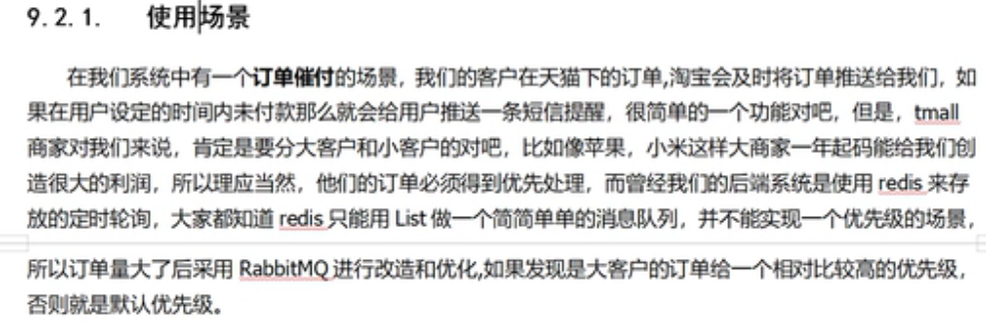 9.2.1. 使用场景
在我们系统中有一个订单催付的场景，我们的客户在天猫下的订单,淘宝会及时将订单推送给我们，如
果在用户设定的时间内未付款那么就会给用户推送一条短信提醒，很简单的一个功能对吧，但是，tmall
商家对我们来说，肯定是要分大客户和小客户的对吧，比如像苹果，小米这样大商家一年起码能给我们创
造很大的利润，所以理应当然，他们的订单必须得到优先处理，而曾经我们的后端系统是使用 redis 来存
放的定时轮询，大家都知道 redis 只能用 List 做一个简简单单的消息队列，并不能实现一个优先级的场景，
所以订单量大了后采用 RabbitMQ 进行改造和优化,如果发现是大客户的订单给一个相对比较高的优先级，
否则就是默认优先级。